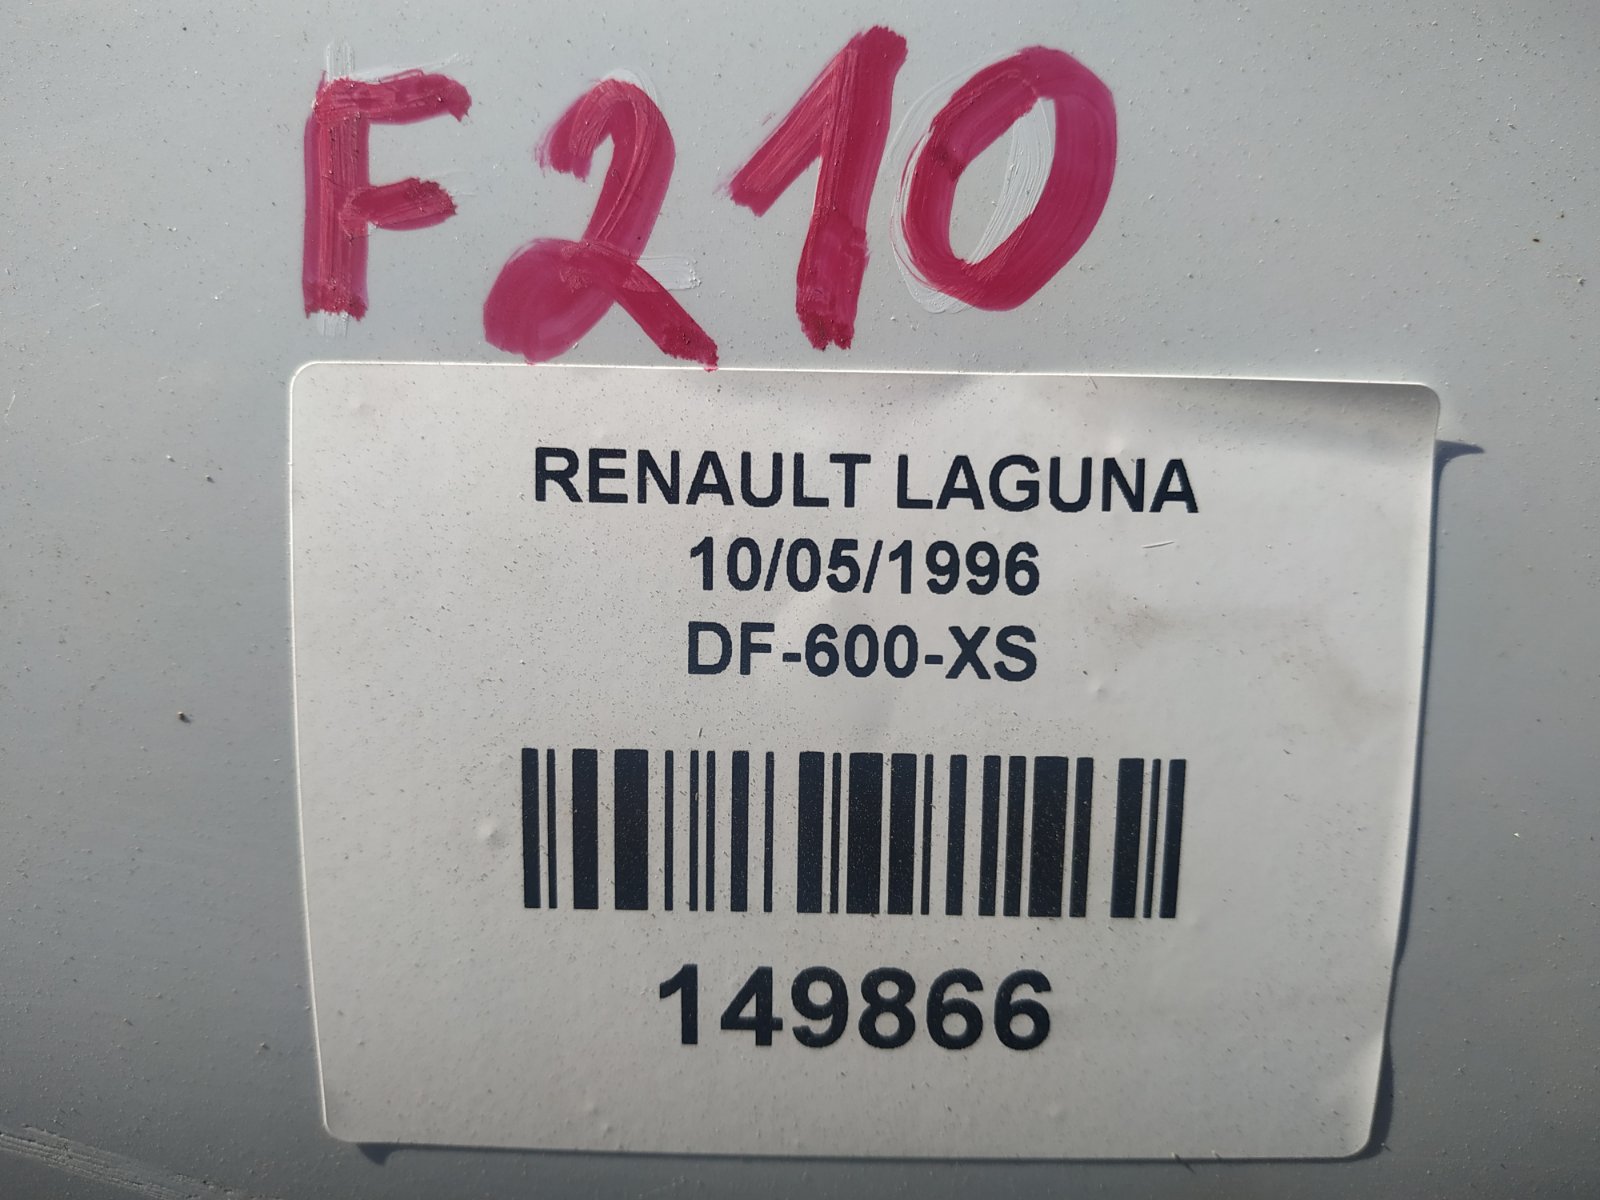 F210
RENAULT LAGUNA
10/05/1996
DF-600-XS
149866